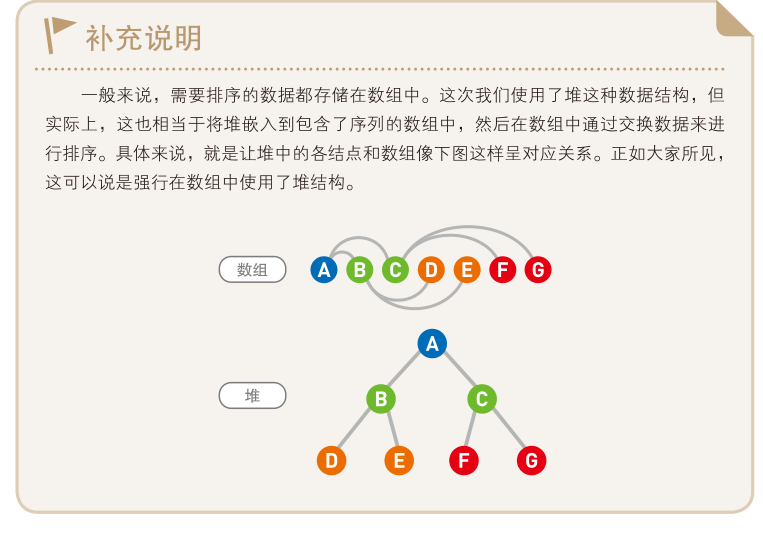 补充说明
一般来说，需要排序的数据都存储在数组中。这次我们使用了堆这种数据结构，但
实际上，这也相当于将堆嵌入到包含了序列的数组中，然后在数组中通过交换数据来进
行排序。具体来说，就是让堆中的各结点和数组像下图这样呈对应关系。正如大家所见，
这可以说是强行在数组中使用了堆结构。
数组 A B C D E F G
A
堆 B C
D E F G